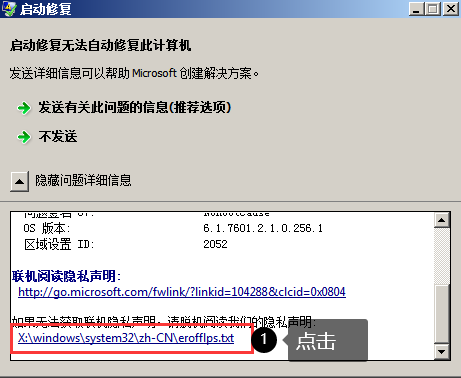 启动修复
启动修复无法自动修复此计算机
发送详细信息可以帮助 Microsoft 创建解决方案。
发送有关此问题的信息(推荐选项)
不发送
隐藏问题详细信息
OS 版本: 6.1.7601.2.1.0.256.1
区域设置 ID: 2052
联机阅读隐私声明:
http://go.microsoft.com/fwlink/?linkid=104288&clcid=0x0804
如果无法获取联机隐私声明，请脱机阅读我们的隐私声明:
X:\windows\system32\zh-CN\erofflps.txt
1 点击